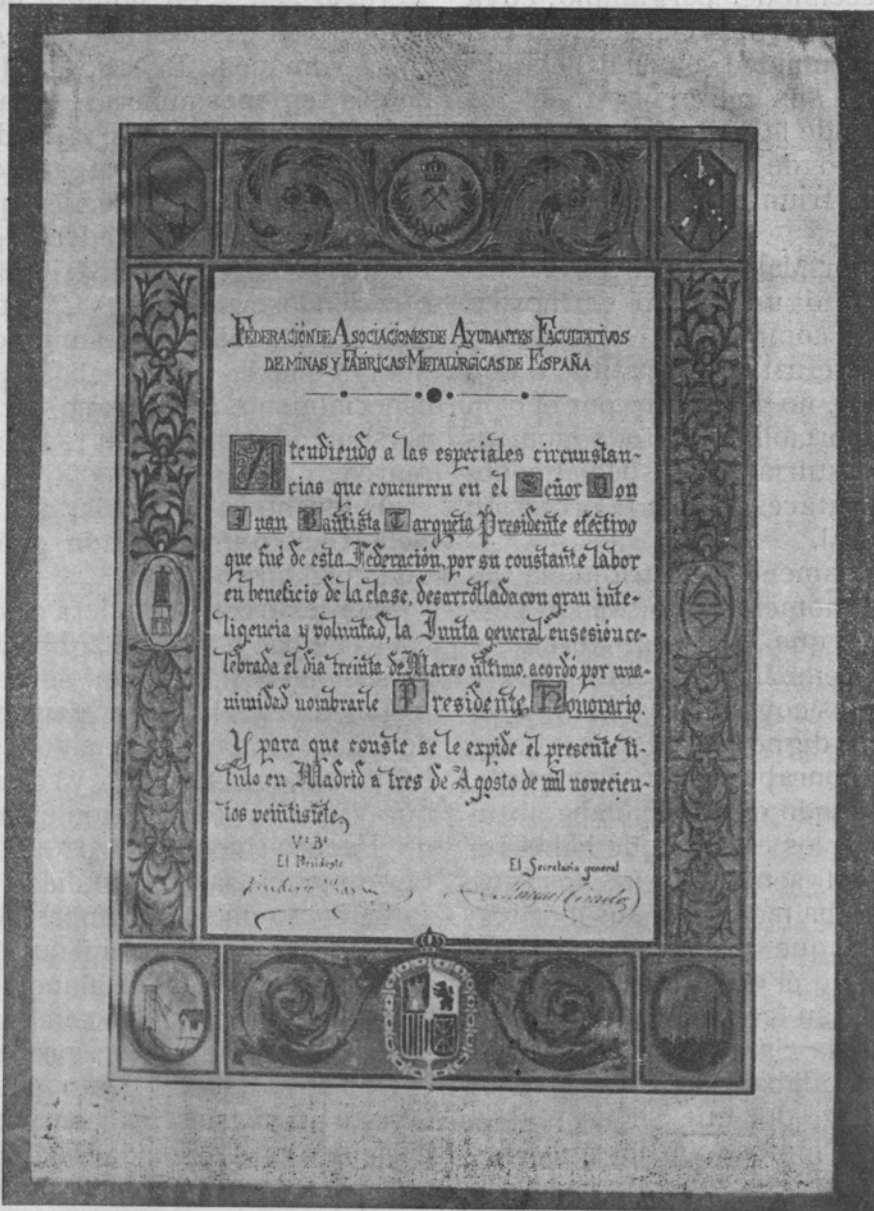 FEDERACIÓN DE ASOCIACIONES DE AYUDANTES FACULTATIVOS
DE MINAS Y FÁBRICAS METALÚRGICAS DE ESPAÑA
Atendiendo a las especiales circunstan-
cias que concurren en el Señor Don
Juan Bautista Targueta Presidente efectivo
que fué de esta Federación, por su constante labor
en beneficio de la clase, desarrollada con gran inte-
ligencia y voluntad, la Junta general en sesión ce-
lebrada el dia treinta de Marzo último, acordó por una-
nimidad nombrarle Presidente Honorario.
Y para que conste se le expide el presente tí-
tulo en Madrid a tres de Agosto de mil novecien-
tos veintisiete.
Vº Bº
El Presidente
El Secretario general